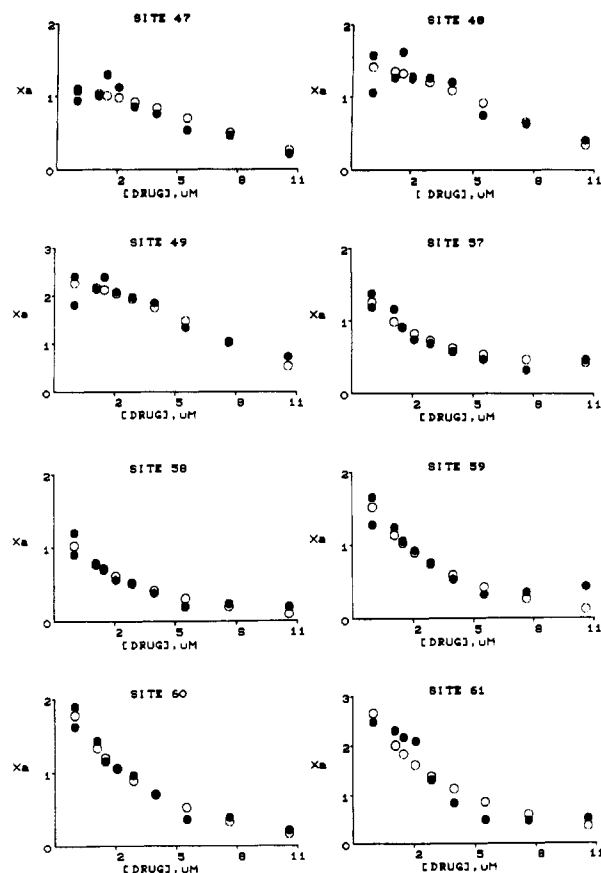 SITE 47
2
1
0
Xa
2 5 8 11
[DRUG], uM
SITE 48
2
1
0
Xa
2 5 8 11
[DRUG], uM
SITE 49
3
2
1
0
Xa
2 5 8 11
[DRUG], uM
SITE 57
2
1
0
Xa
2 5 8 11
[DRUG], uM
SITE 58
2
1
0
Xa
2 5 8 11
[DRUG], uM
SITE 59
2
1
0
Xa
2 5 8 11
[DRUG], uM
SITE 60
2
1
0
Xa
2 5 8 11
[DRUG], uM
SITE 61
3
2
1
0
Xa
2 5 8 11
[DRUG], uM